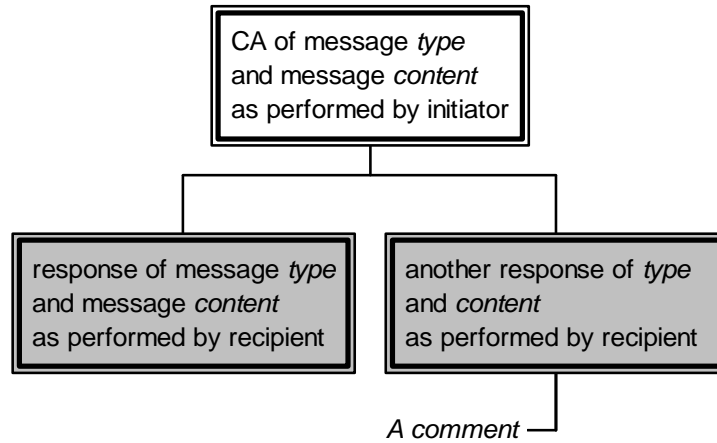 CA of message type
and message content
as performed by initiator
response of message type
and message content
as performed by recipient
another response of type
and content
as performed by recipient
A comment